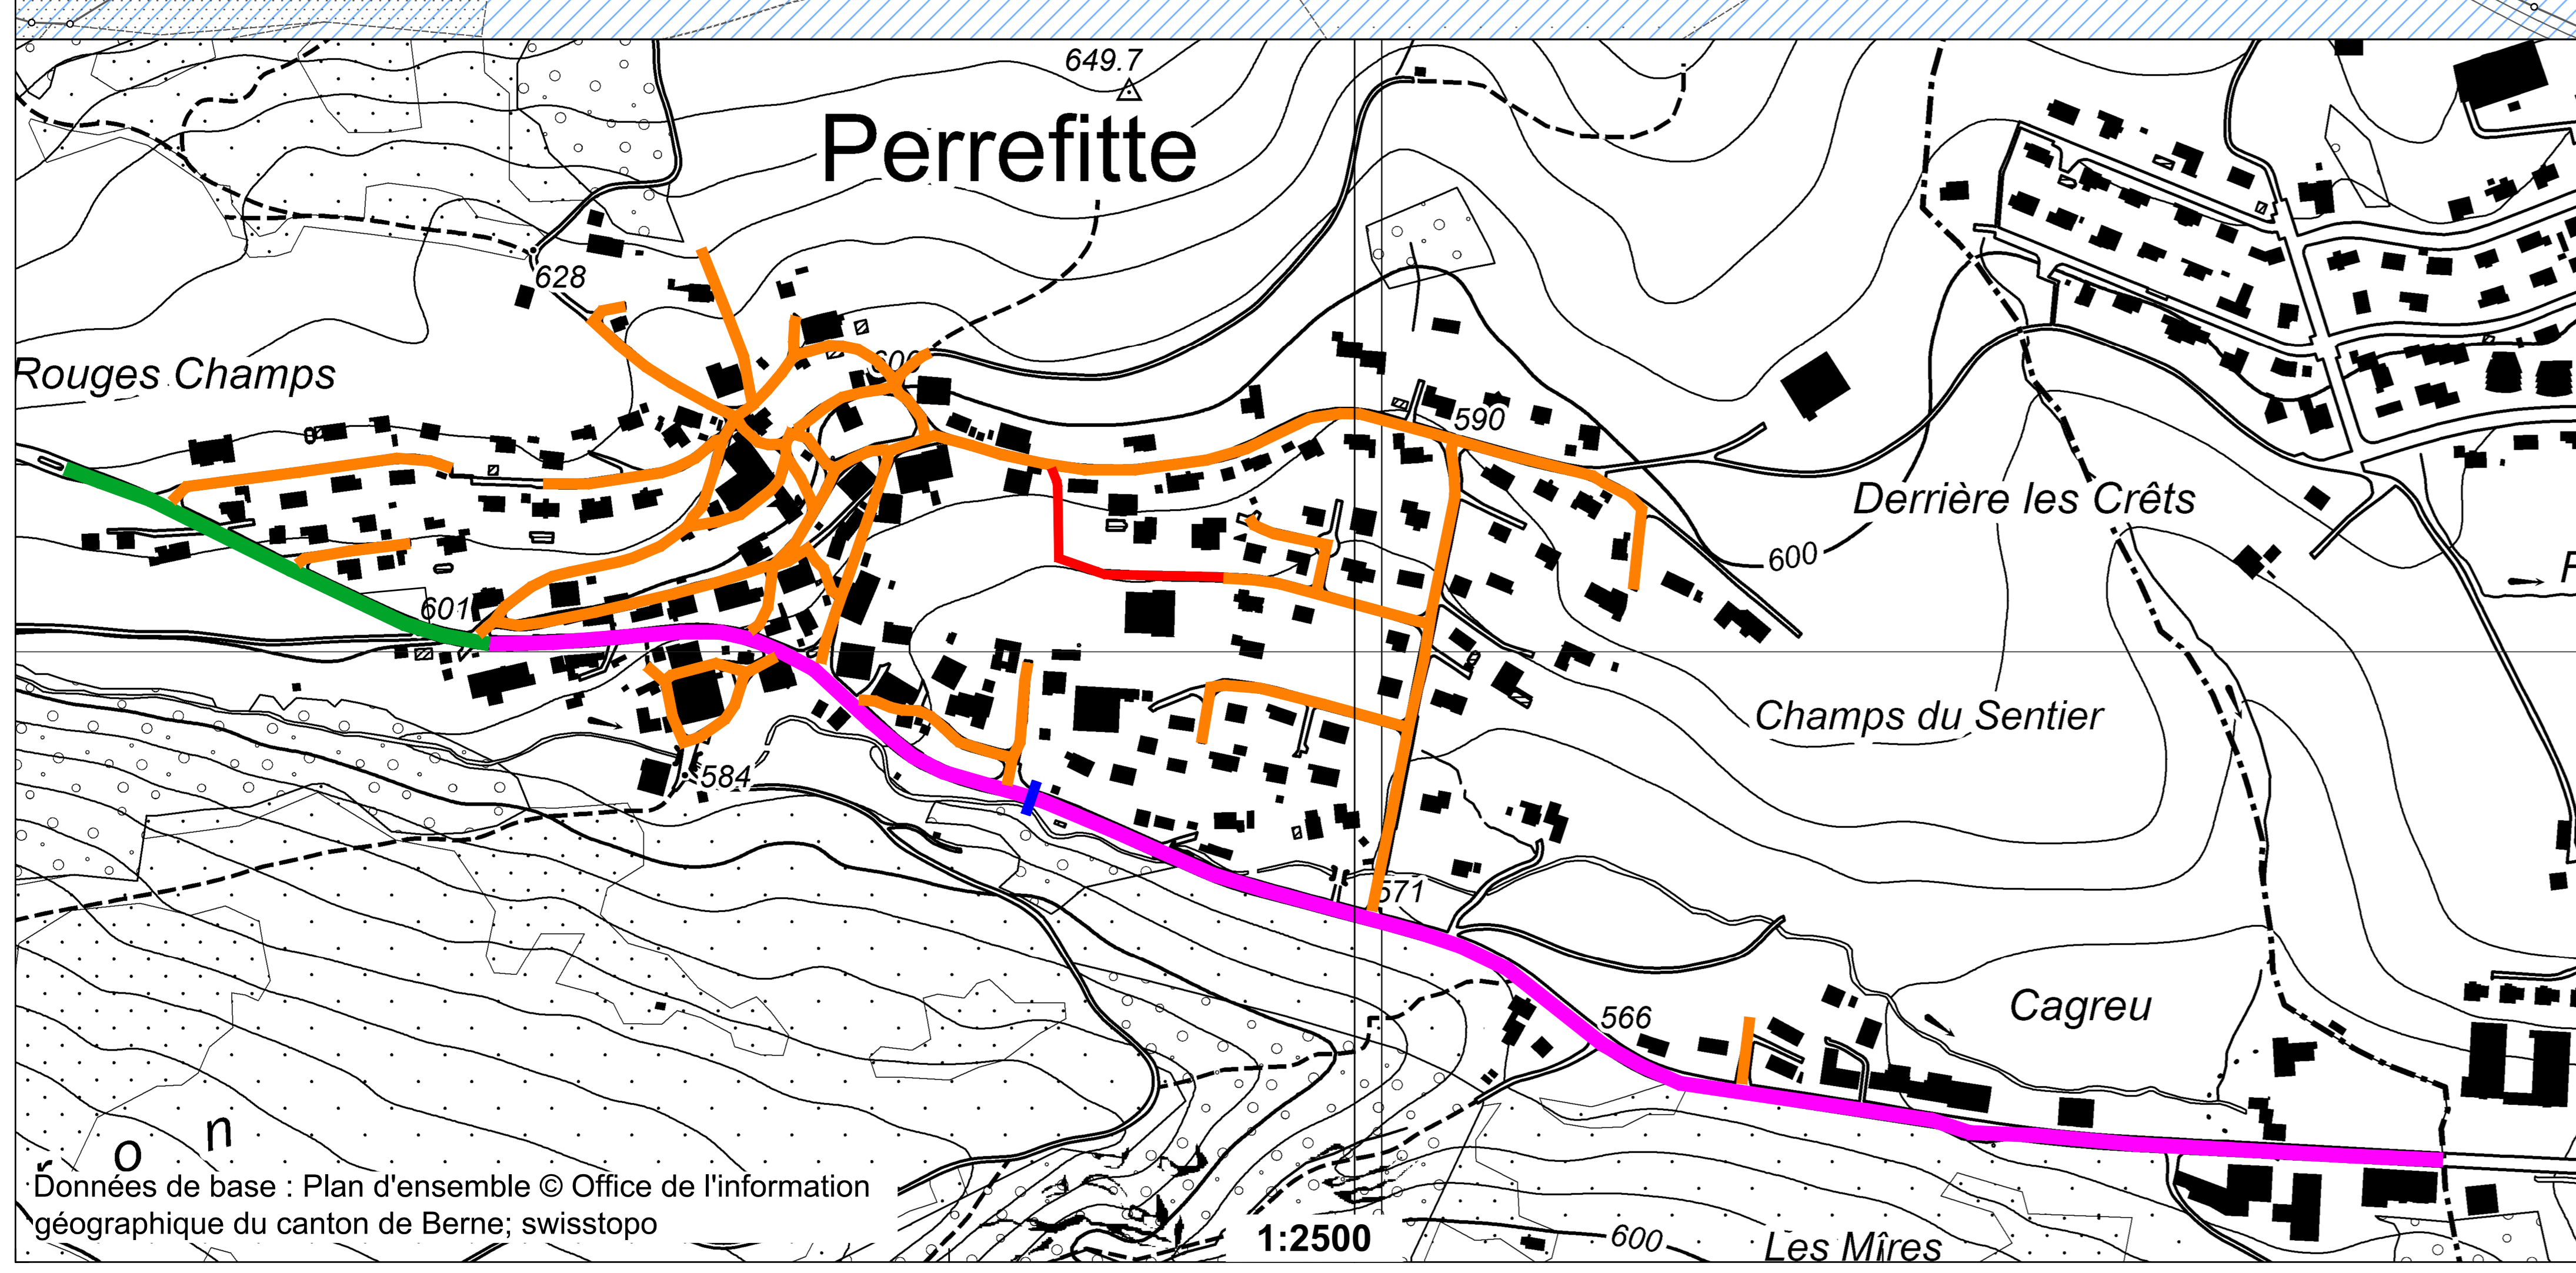 649.7
Perrefitte
628
Rouges Champs
600
590
Derrière les Crêts
600
601
Champs du Sentier
584
571
Cagreu
566
r o n
Données de base : Plan d'ensemble © Office de l'information
géographique du canton de Berne; swisstopo
1:2500
600
Les Mîres